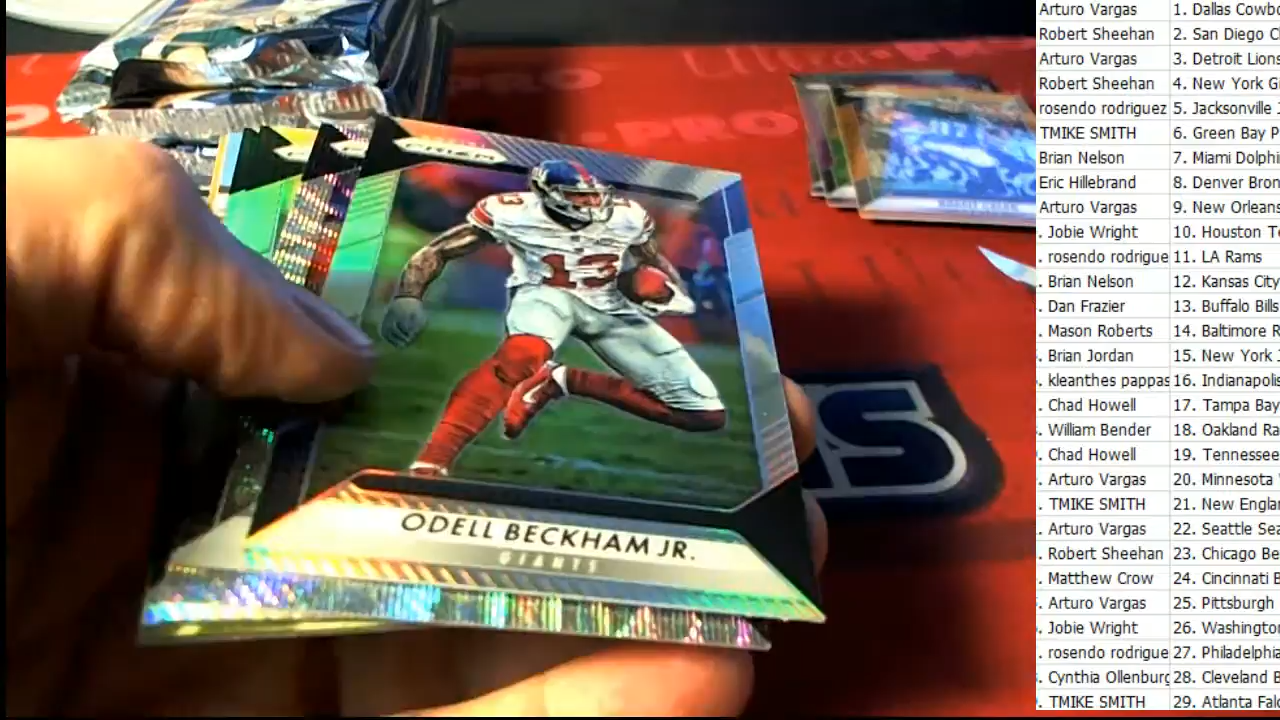 PRIZM
13
ODELL BECKHAM JR.
GIANTS
Arturo Vargas 1. Dallas Cowbo
Robert Sheehan 2. San Diego C
Arturo Vargas 3. Detroit Lions
Robert Sheehan 4. New York Gi
rosendo rodriguez 5. Jacksonville J
TMIKE SMITH 6. Green Bay P
Brian Nelson 7. Miami Dolphi
Eric Hillebrand 8. Denver Bron
Arturo Vargas 9. New Orleans
. Jobie Wright 10. Houston Te
. rosendo rodrigue 11. LA Rams
. Brian Nelson 12. Kansas City
. Dan Frazier 13. Buffalo Bills
. Mason Roberts 14. Baltimore R
. Brian Jordan 15. New York J
. kleanthes pappas 16. Indianapolis
. Chad Howell 17. Tampa Bay
. William Bender 18. Oakland Ra
. Chad Howell 19. Tennessee
. Arturo Vargas 20. Minnesota V
. TMIKE SMITH 21. New Englan
. Arturo Vargas 22. Seattle Sea
. Robert Sheehan 23. Chicago Be
. Matthew Crow 24. Cincinnati B
. Arturo Vargas 25. Pittsburgh
. Jobie Wright 26. Washington
. rosendo rodrigue 27. Philadelphia
. Cynthia Ollenburg 28. Cleveland B
. TMIKE SMITH 29. Atlanta Falc